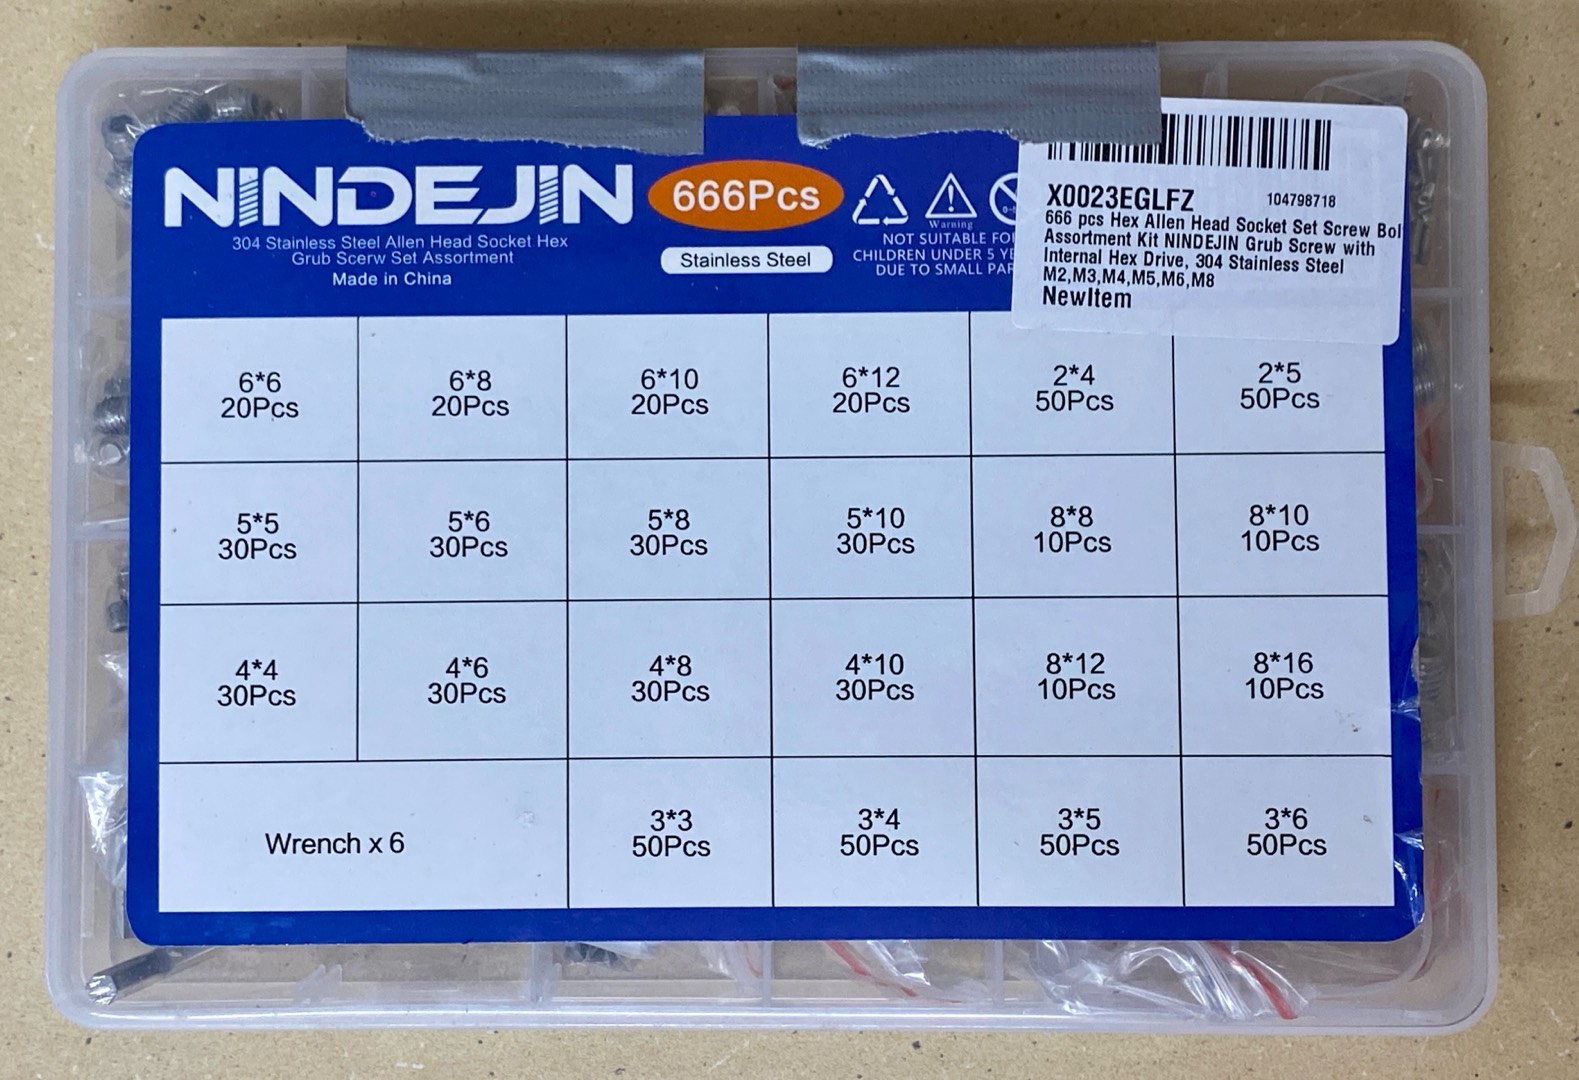 NINDEJIN
666Pcs
304 Stainless Steel Allen Head Socket Hex
Grub Scerw Set Assortment
Made in China
Stainless Steel
Warning
NOT SUITABLE
CHILDREN UNDER 5
DUE TO SMALL
X0023EGLFZ 104798718
666 pcs Hex Allen Head Socket Set Screw Bol
Assortment Kit NINDEJIN Grub Screw with
Internal Hex Drive, 304 Stainless Steel
M2,M3,M4,M5,M6,M8
NewItem
6*6 6*8 6*10 6*12 2*4 2*5
20Pcs 20Pcs 20Pcs 20Pcs 50Pcs 50Pcs
5*5 5*6 5*8 5*10 8*8 8*10
30Pcs 30Pcs 30Pcs 30Pcs 10Pcs 10Pcs
4*4 4*6 4*8 4*10 8*12 8*16
30Pcs 30Pcs 30Pcs 30Pcs 10Pcs 10Pcs
Wrench x 6 3*3 3*4 3*5 3*6
50Pcs 50Pcs 50Pcs 50Pcs